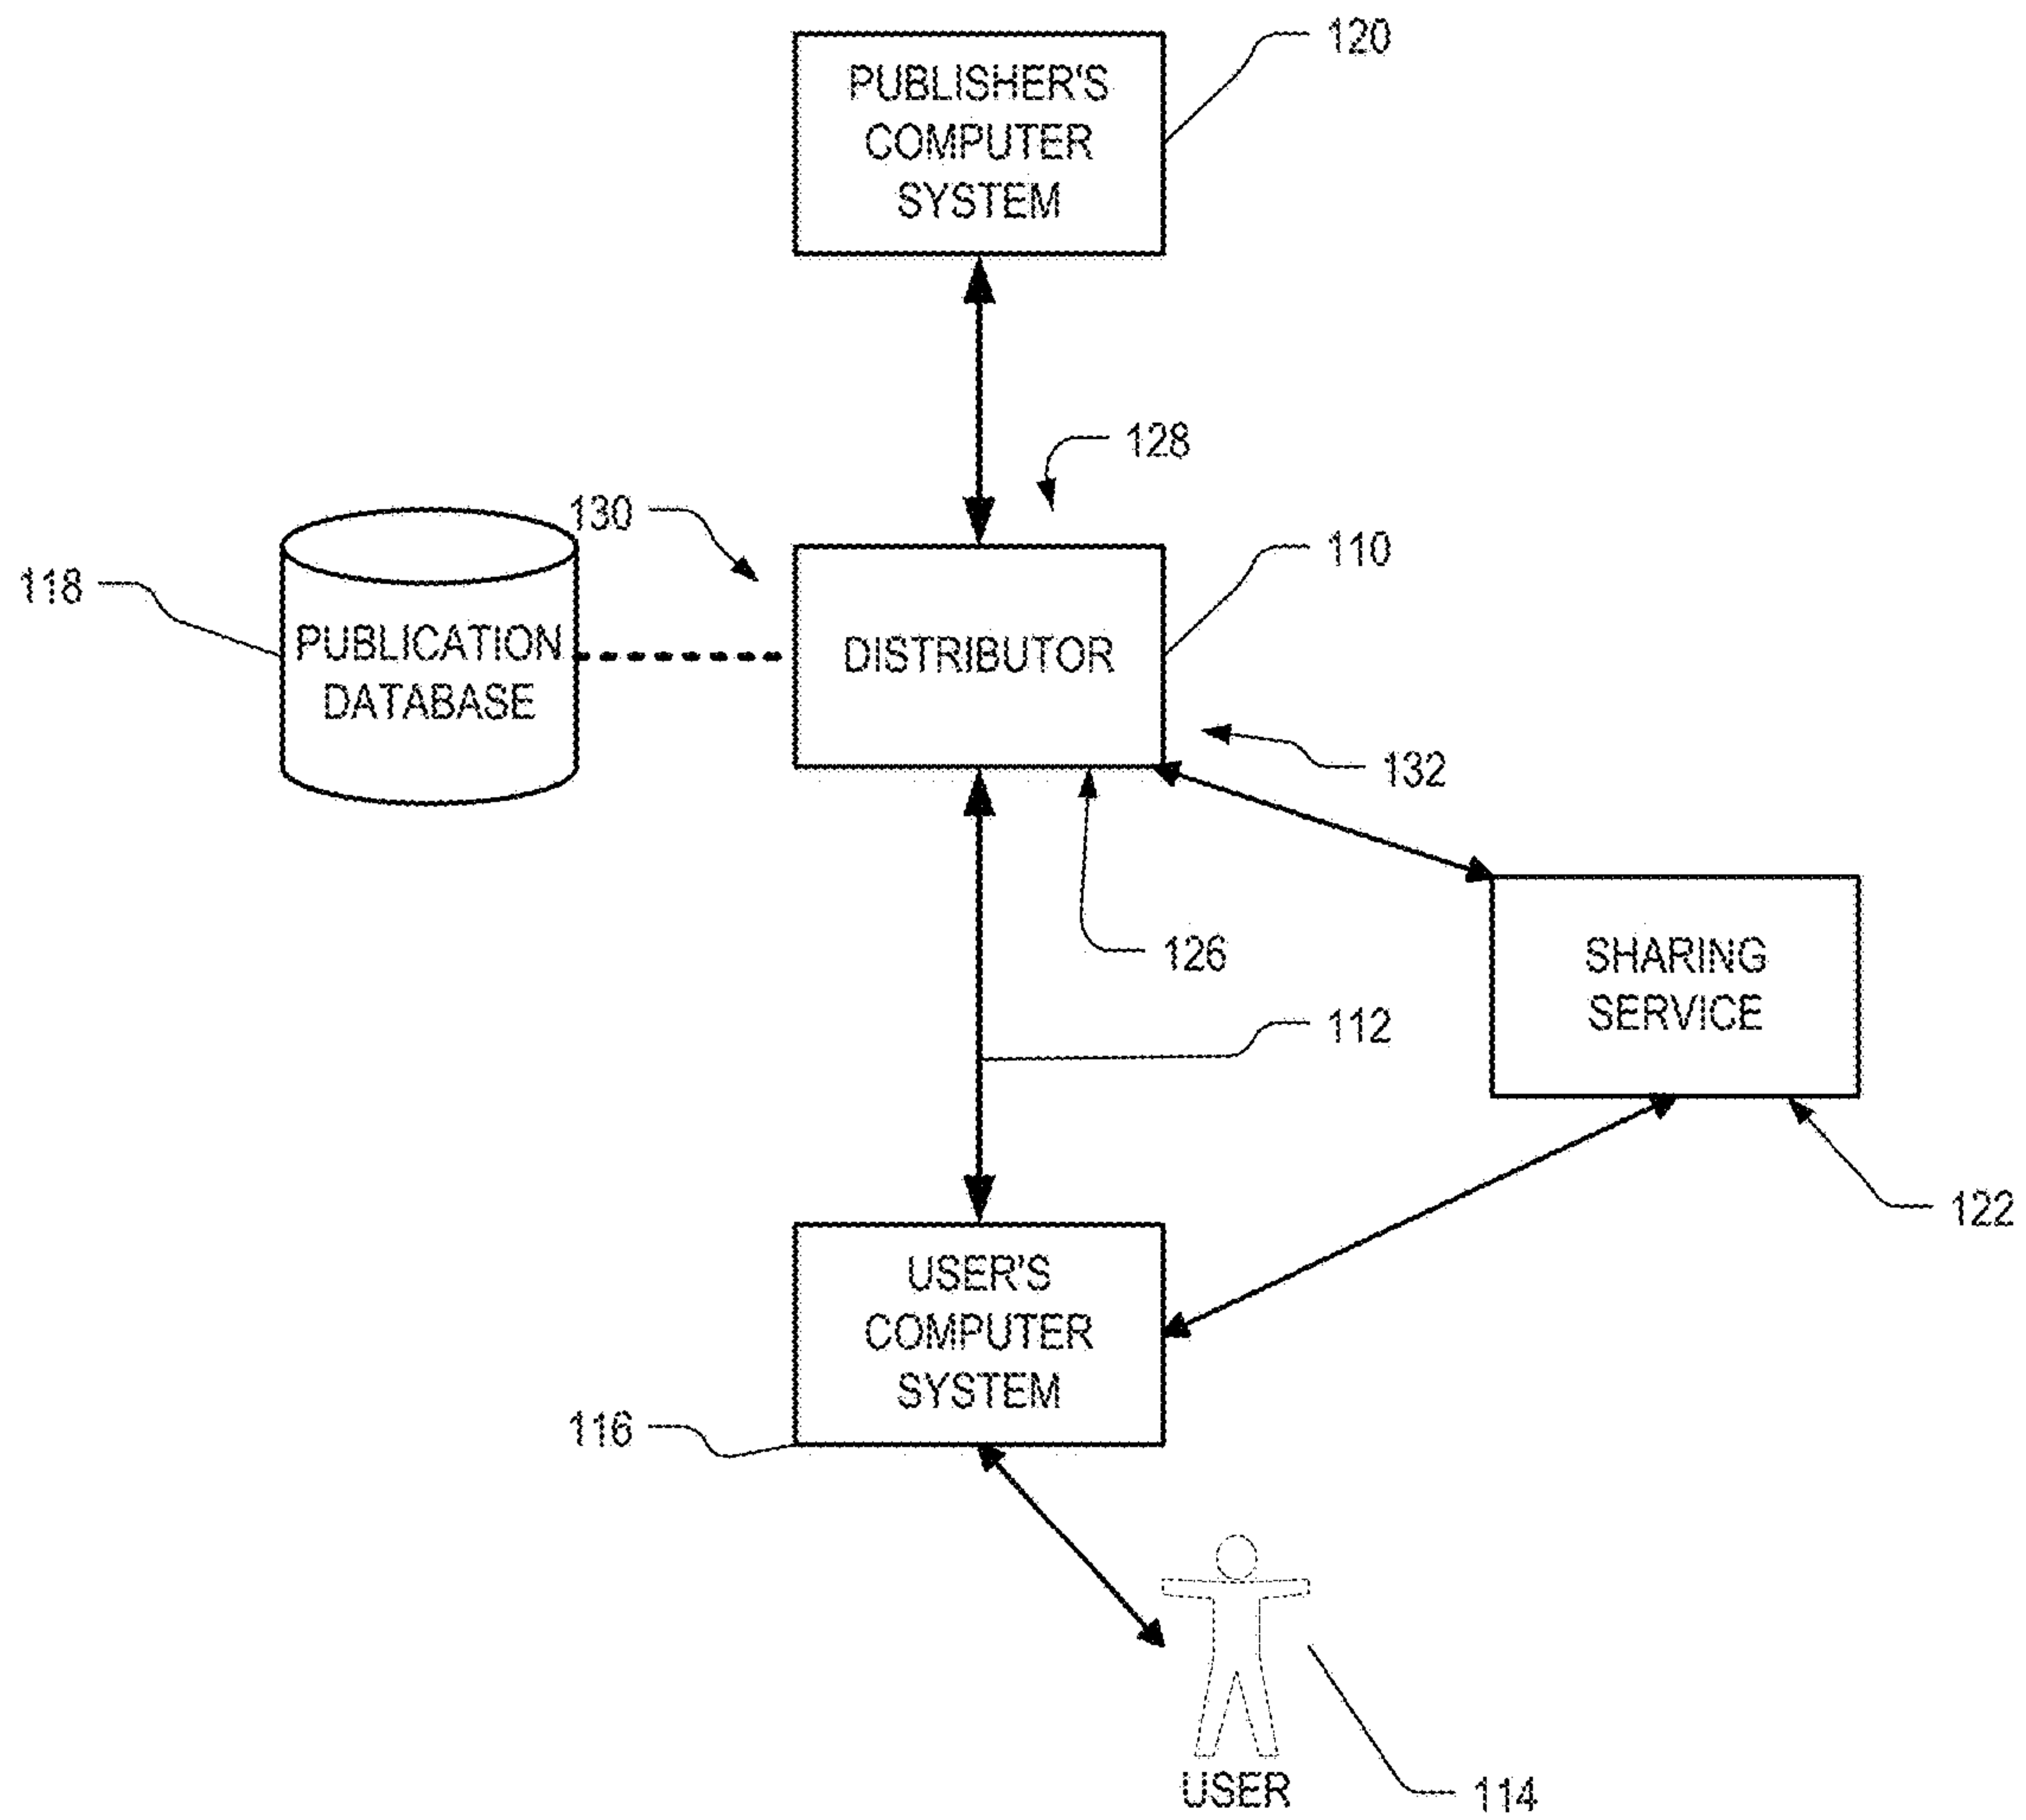 120
PUBLISHER'S
COMPUTER
SYSTEM
128
130
110
118
PUBLICATION
DATABASE
DISTRIBUTOR
132
126
SHARING
SERVICE
112
122
USER'S
COMPUTER
SYSTEM
116
USER
114